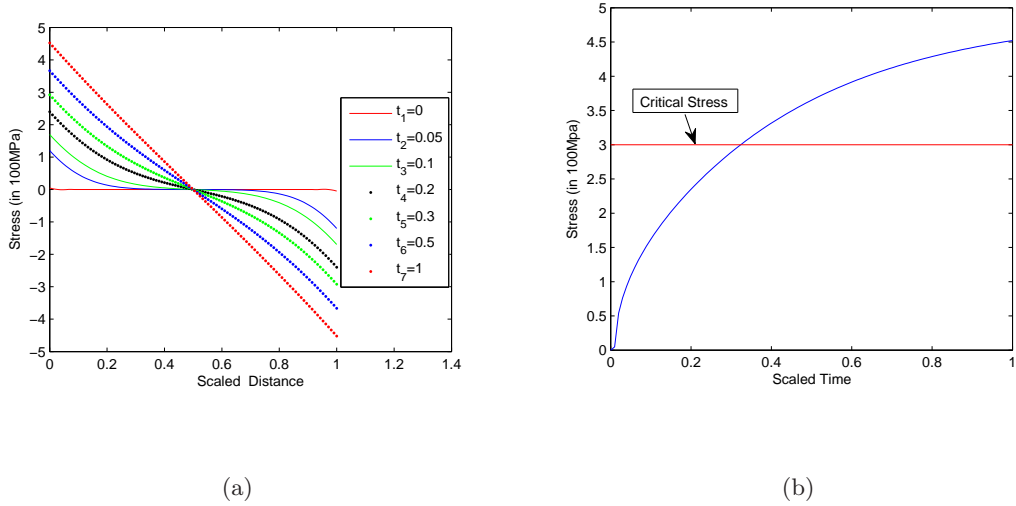 5
4
3
2
1
0
−1
−2
−3
−4
−5
0
0.2
0.4
0.6
0.8
1
1.2
1.4
Stress (in 100MPa)
Scaled Distance
t1=0
t2=0.05
t3=0.1
t4=0.2
t5=0.3
t6=0.5
t7=1
(a)
5
4.5
4
3.5
3
2.5
2
1.5
1
0.5
0
0
0.2
0.4
0.6
0.8
1
Stress (in 100Mpa)
Scaled Time
Critical Stress
(b)